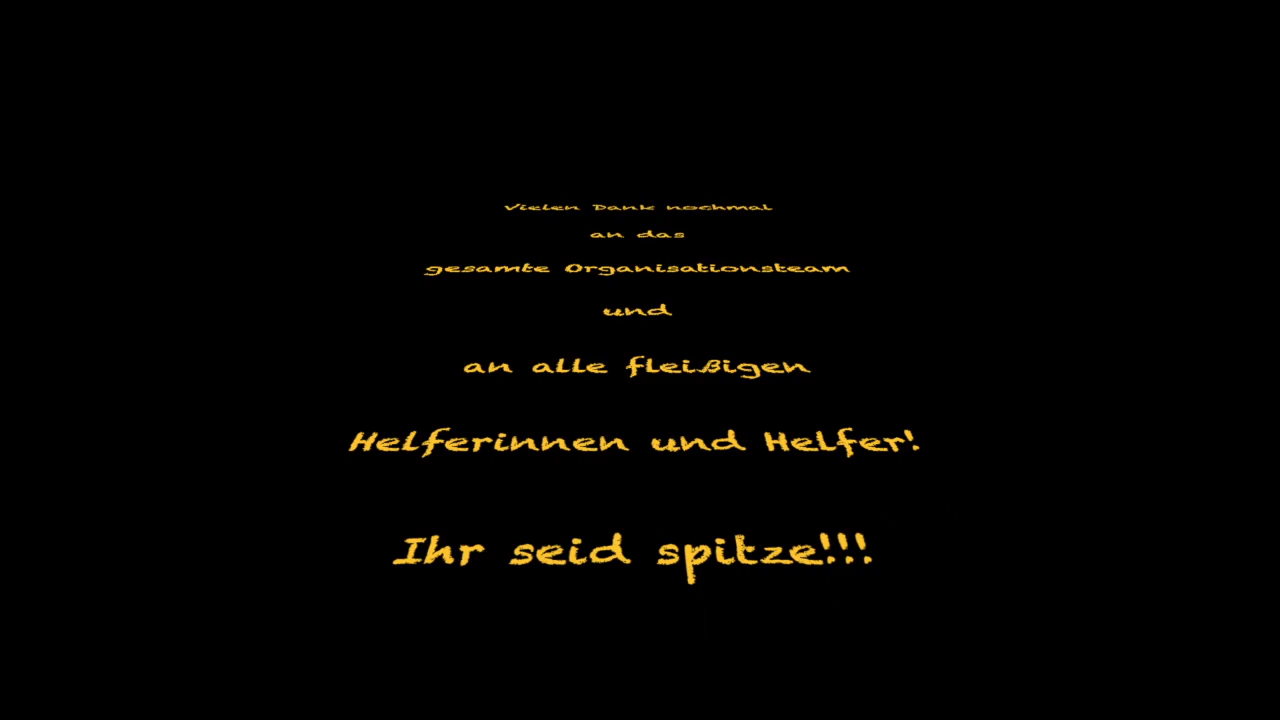 Vielen Dank nochmal
an das
gesamte Organisationsteam
und
an alle fleißigen
Helferinnen und Helfer!
Ihr seid spitze!!!